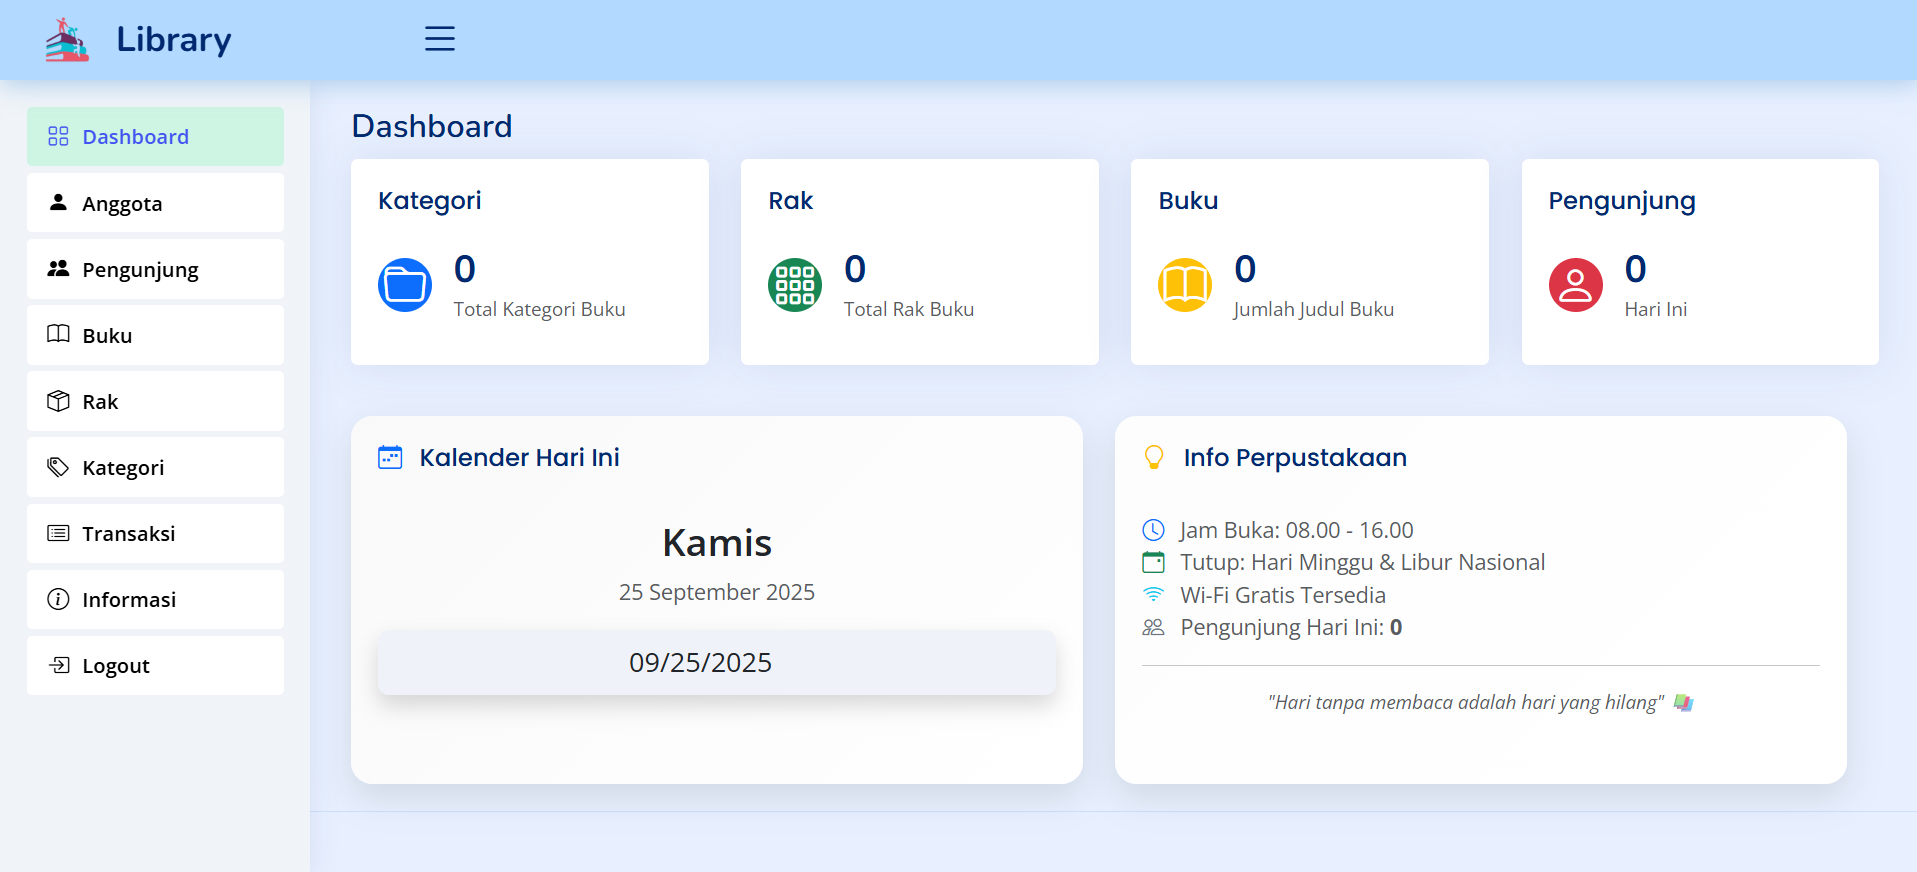 Library
Dashboard
Anggota
Pengunjung
Buku
Rak
Kategori
Transaksi
Informasi
Logout
Dashboard
Kategori
0
Total Kategori Buku
Rak
0
Total Rak Buku
Buku
0
Jumlah Judul Buku
Pengunjung
0
Hari Ini
Kalender Hari Ini
Kamis
25 September 2025
09/25/2025
Info Perpustakaan
Jam Buka: 08.00 - 16.00
Tutup: Hari Minggu & Libur Nasional
Wi-Fi Gratis Tersedia
Pengunjung Hari Ini: 0
"Hari tanpa membaca adalah hari yang hilang"